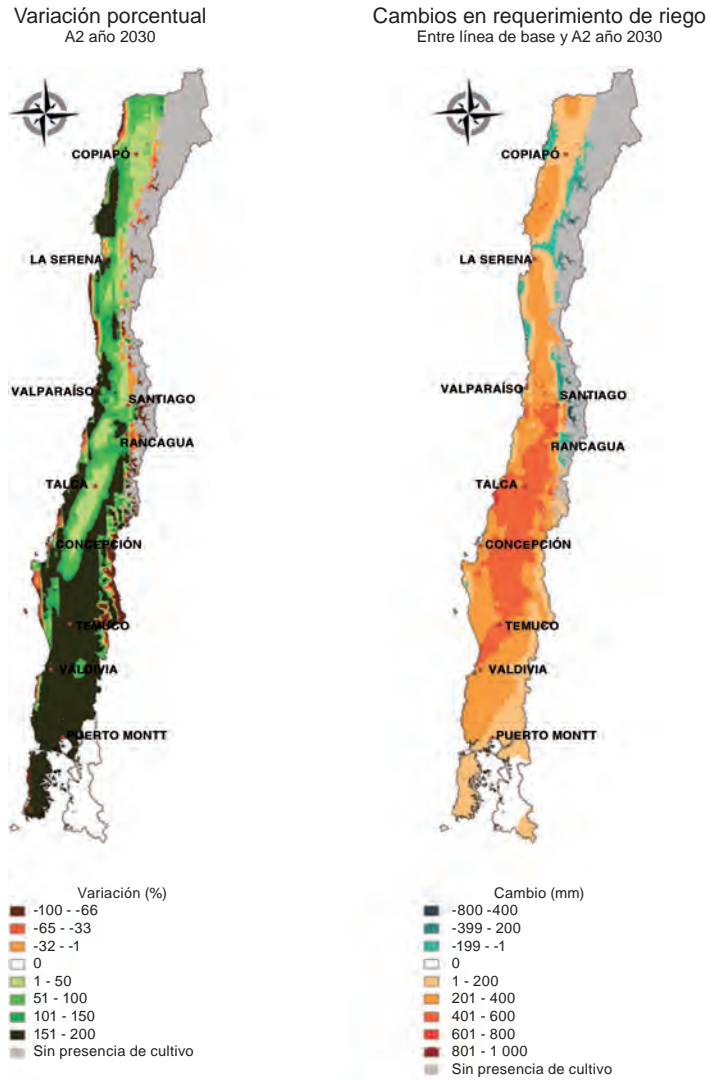 Variación porcentual
A2 año 2030
COPIAPÓ
LA SERENA
VALPARAÍSO
SANTIAGO
RANCAGUA
TALCA
CONCEPCIÓN
TEMUCO
VALDIVIA
PUERTO MONTT
Variación (%)
-100 - -66
-65 - -33
-32 - -1
0
1 - 50
51 - 100
101 - 150
151 - 200
Sin presencia de cultivo
Cambios en requerimiento de riego
Entre línea de base y A2 año 2030
COPIAPÓ
LA SERENA
VALPARAÍSO
SANTIAGO
RANCAGUA
TALCA
CONCEPCIÓN
TEMUCO
VALDIVIA
PUERTO MONTT
Cambio (mm)
-800 -400
-399 - 200
-199 - -1
0
1 - 200
201 - 400
401 - 600
601 - 800
801 - 1 000
Sin presencia de cultivo